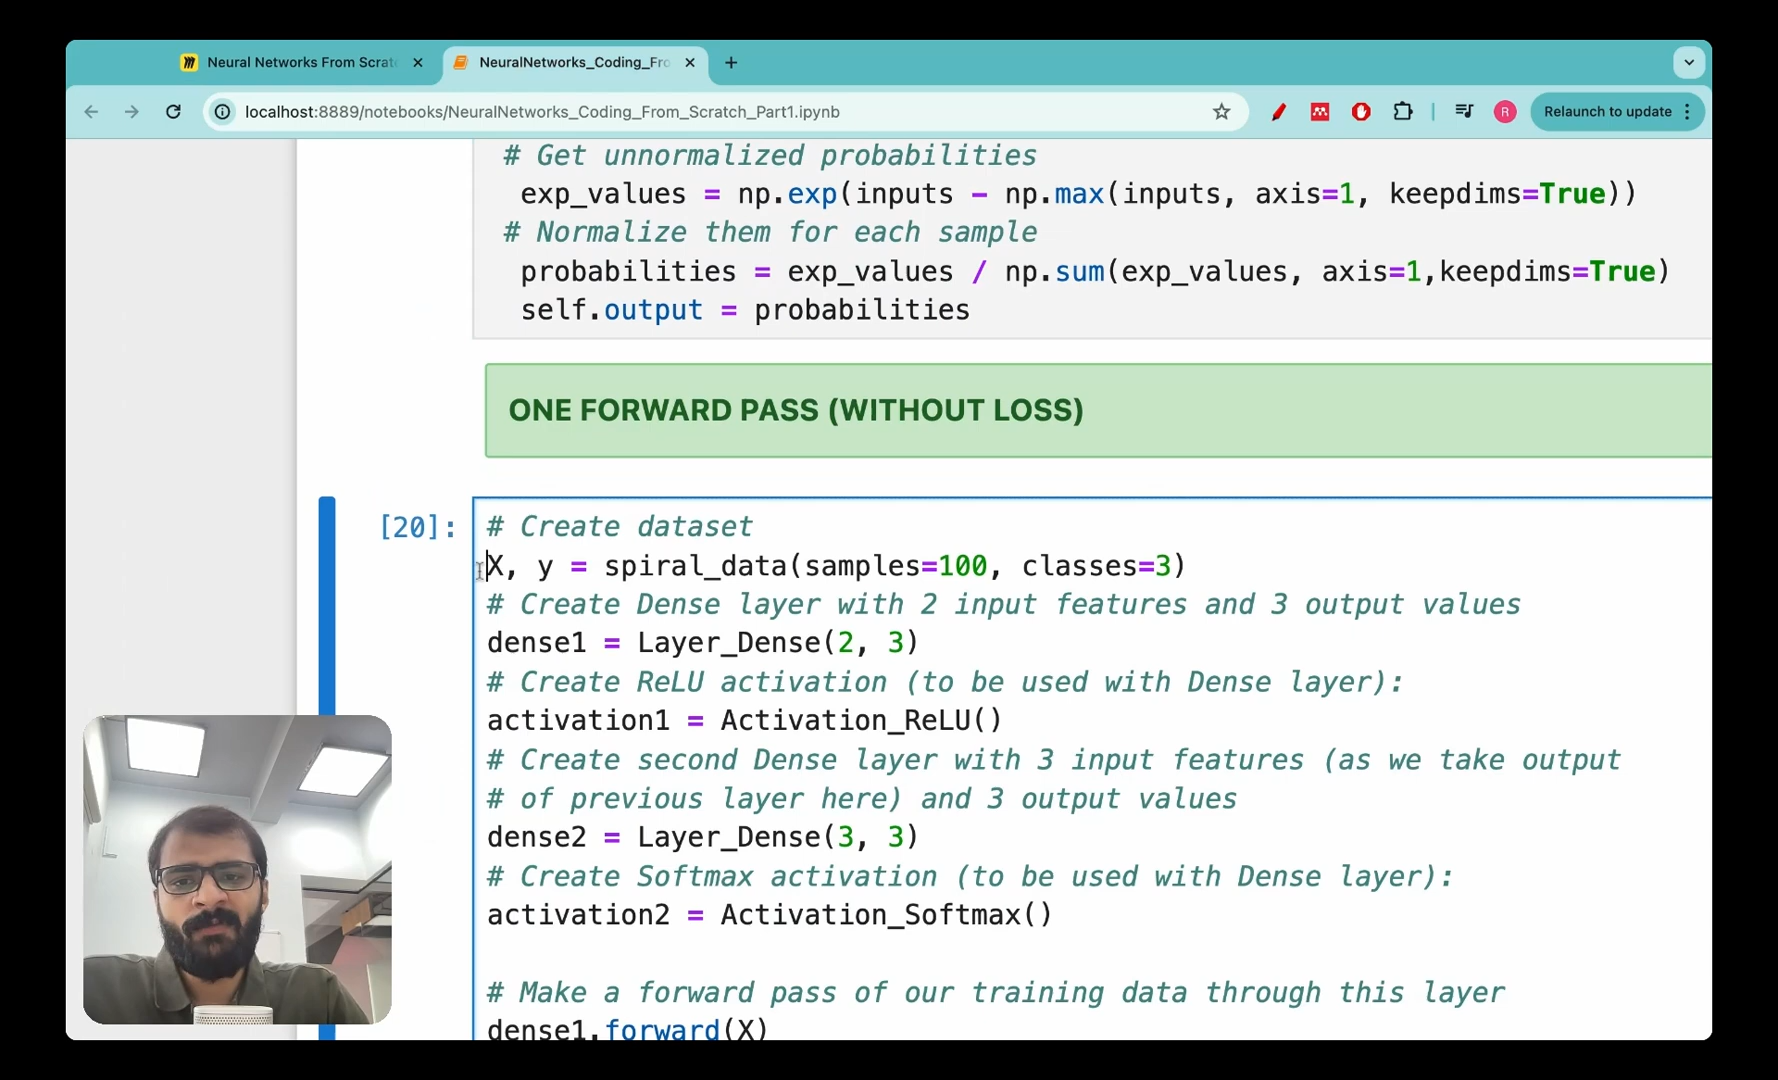 Neural Networks From Scrat
NeuralNetworks_Coding_Fro
localhost:8889/notebooks/NeuralNetworks_Coding_From_Scratch_Part1.ipynb
R
Relaunch to update
# Get unnormalized probabilities
exp_values = np.exp(inputs - np.max(inputs, axis=1, keepdims=True))
# Normalize them for each sample
probabilities = exp_values / np.sum(exp_values, axis=1,keepdims=True)
self.output = probabilities
ONE FORWARD PASS (WITHOUT LOSS)
[20]:
# Create dataset
X, y = spiral_data(samples=100, classes=3)
# Create Dense layer with 2 input features and 3 output values
dense1 = Layer_Dense(2, 3)
# Create ReLU activation (to be used with Dense layer):
activation1 = Activation_ReLU()
# Create second Dense layer with 3 input features (as we take output
# of previous layer here) and 3 output values
dense2 = Layer_Dense(3, 3)
# Create Softmax activation (to be used with Dense layer):
activation2 = Activation_Softmax()
# Make a forward pass of our training data through this layer
dense1.forward(X)